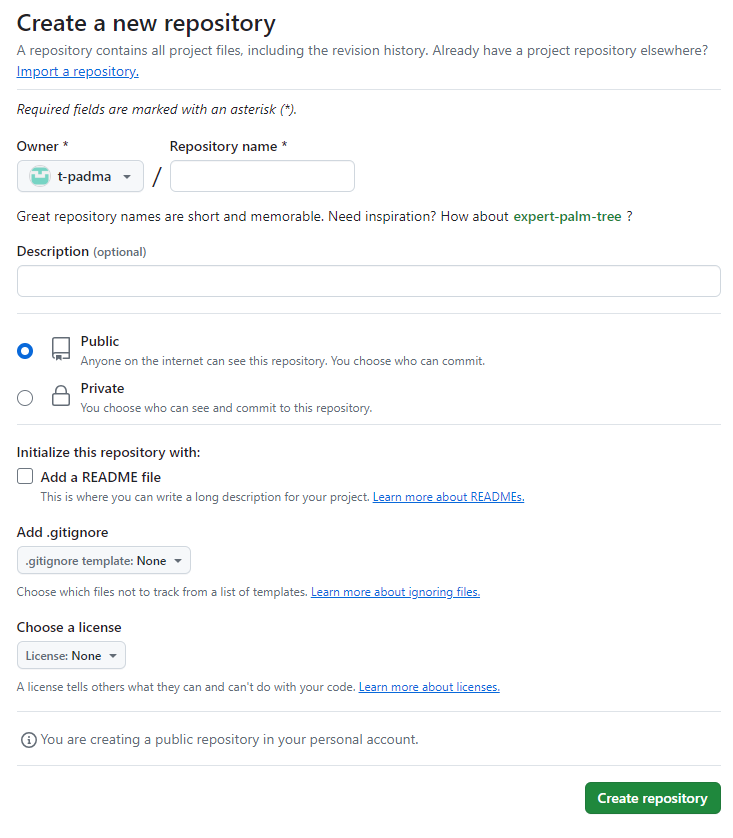 Create a new repository
A repository contains all project files, including the revision history. Already have a project repository elsewhere?
Import a repository.
Required fields are marked with an asterisk (*).
Owner * Repository name *
t-padma /
Great repository names are short and memorable. Need inspiration? How about expert-palm-tree ?
Description (optional)
Public
Anyone on the internet can see this repository. You choose who can commit.
Private
You choose who can see and commit to this repository.
Initialize this repository with:
Add a README file
This is where you can write a long description for your project. Learn more about READMEs.
Add .gitignore
.gitignore template: None
Choose which files not to track from a list of templates. Learn more about ignoring files.
Choose a license
License: None
A license tells others what they can and can't do with your code. Learn more about licenses.
You are creating a public repository in your personal account.
Create repository